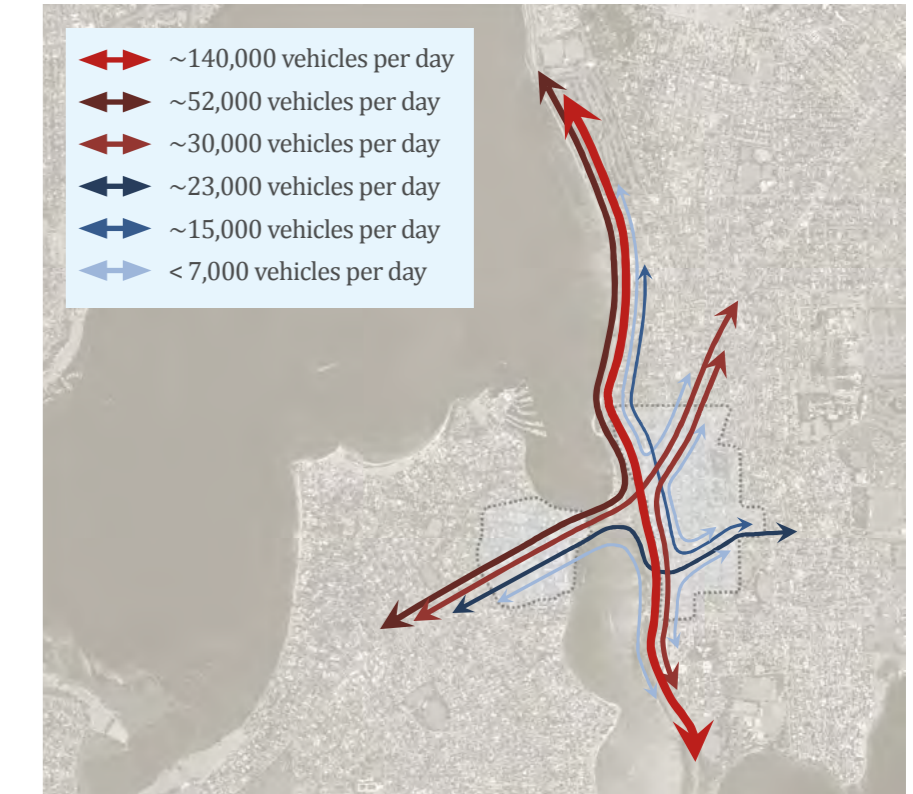 ~140,000 vehicles per day
~52,000 vehicles per day
~30,000 vehicles per day
~23,000 vehicles per day
~15,000 vehicles per day
< 7,000 vehicles per day